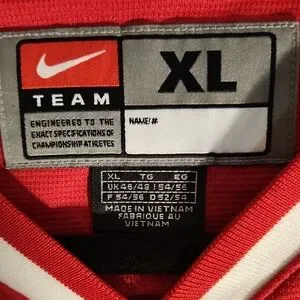 TEAM
ENGINEERED TO THE
EXACT SPECIFICATIONS OF
CHAMPIONSHIP ATHLETES
XL
NAME/#
XL TG EG
UK46/48 I54/56
F54/56 D52/54
MADE IN VIETNAM
FABRIQUÉ AU
VIETNAM